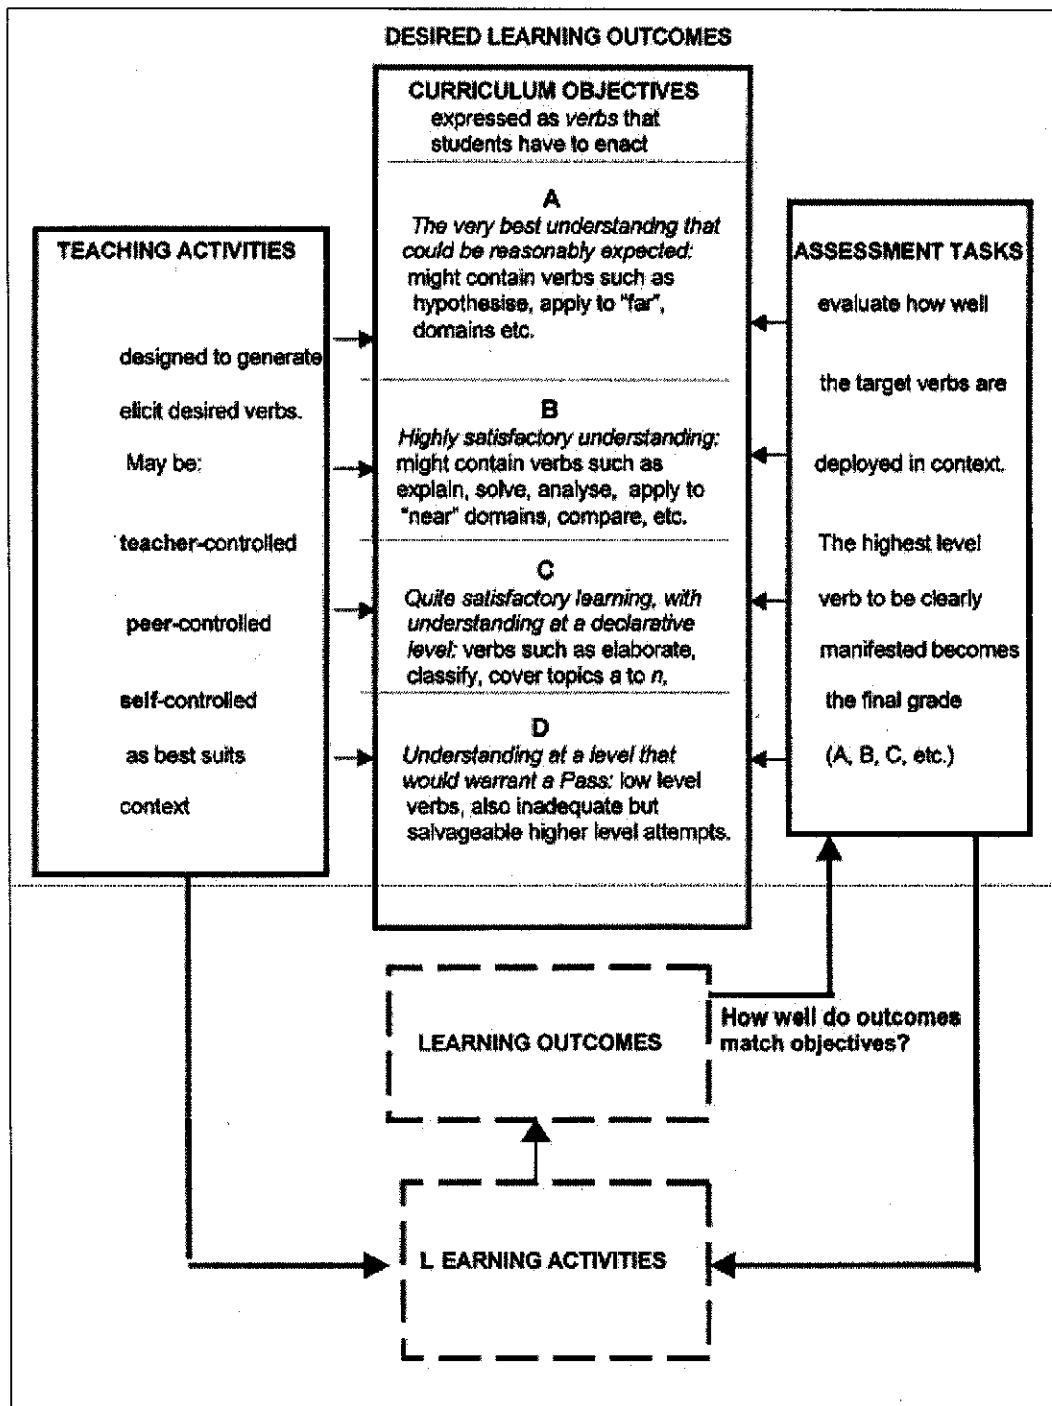 DESIRED LEARNING OUTCOMES
CURRICULUM OBJECTIVES
expressed as verbs that
students have to enact
A
The very best understandng that
could be reasonably expected:
might contain verbs such as
hypothesise, apply to "far",
domains etc.
B
Highly satisfactory understanding:
might contain verbs such as
explain, solve, analyse, apply to
"near" domains, compare, etc.
C
Quite satisfactory learning, with
understanding at a declarative
level: verbs such as elaborate,
classify, cover topics a to n,
D
Understanding at a level that
would warrant a Pass: low level
verbs, also inadequate but
salvageable higher level attempts.
TEACHING ACTIVITIES
designed to generate
elicit desired verbs.
May be:
teacher-controlled
peer-controlled
self-controlled
as best suits
context
ASSESSMENT TASKS
evaluate how well
the target verbs are
deployed in context.
The highest level
verb to be clearly
manifested becomes
the final grade
(A, B, C, etc.)
LEARNING OUTCOMES
How well do outcomes
match objectives?
L EARNING ACTIVITIES